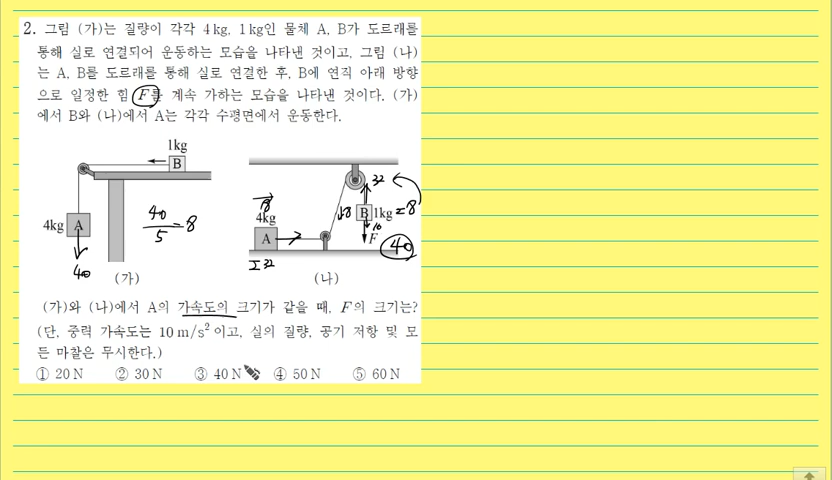 2. 그림 (가)는 질량이 각각 4 kg, 1 kg인 물체 A, B가 도르래를
통해 실로 연결되어 운동하는 모습을 나타낸 것이고, 그림 (나)
는 A, B를 도르래를 통해 실로 연결한 후, B에 연직 아래 방향
으로 일정한 힘 F를 계속 가하는 모습을 나타낸 것이다. (가)
에서 B와 (나)에서 A는 각각 수평면에서 운동한다.
1kg
B
4kg
A
40
40/5=8
(가)
8
4kg
A
=32
32
8
B
1kg
=8
10
F
40
(나)
(가)와 (나)에서 A의 가속도의 크기가 같을 때, F의 크기는?
(단, 중력 가속도는 10 m/s²이고, 실의 질량, 공기 저항 및 모
든 마찰은 무시한다.)
① 20 N ② 30 N ③ 40 N ④ 50 N ⑤ 60 N